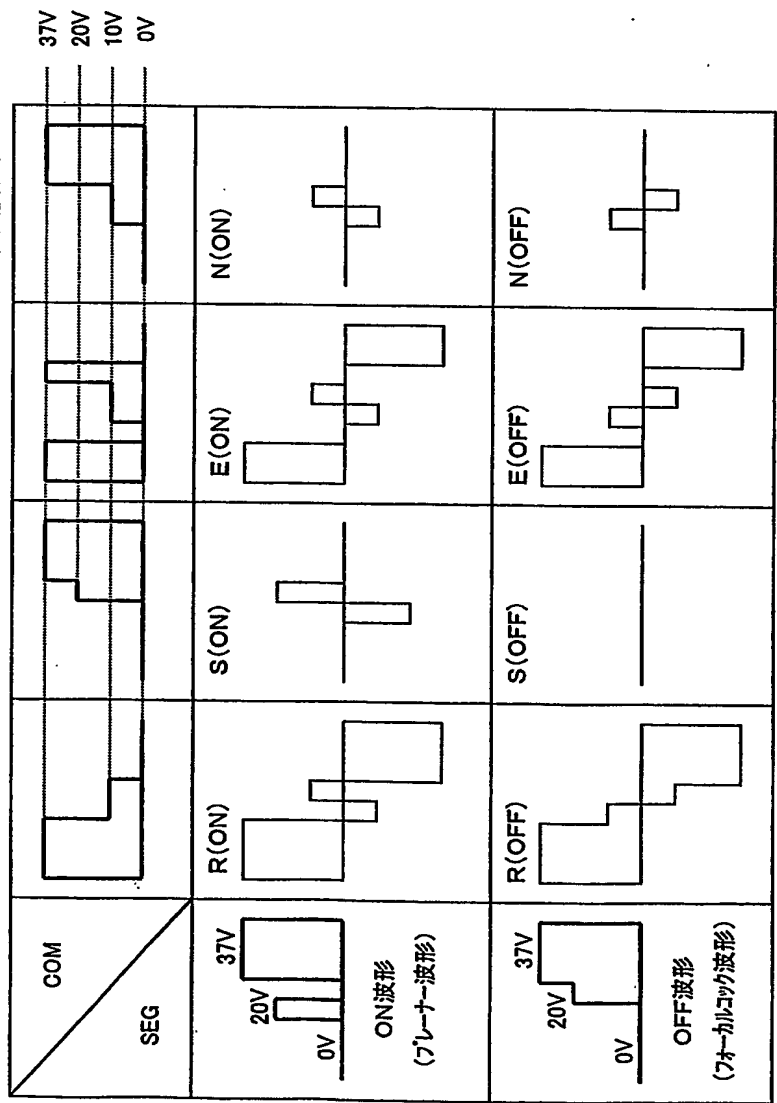 COM
SEG
37V
20V
10V
0V
37V
20V
0V
ON波形
(プレーナー波形)
R(ON)
S(ON)
E(ON)
N(ON)
37V
20V
0V
OFF波形
(フォーカルコック波形)
R(OFF)
S(OFF)
E(OFF)
N(OFF)